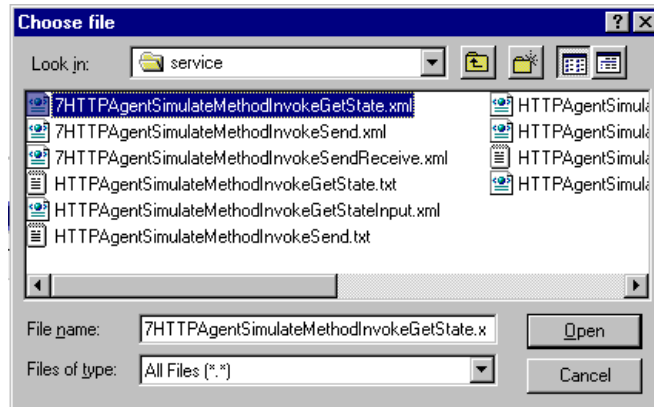 Choose file
Look in:
service
7HTTPAgentSimulateMethodInvokeGetState.xml
7HTTPAgentSimulateMethodInvokeSend.xml
7HTTPAgentSimulateMethodInvokeSendReceive.xml
HTTPAgentSimulateMethodInvokeGetState.txt
HTTPAgentSimulateMethodInvokeGetStateInput.xml
HTTPAgentSimulateMethodInvokeSend.txt
HTTPAgentSimula
HTTPAgentSimula
HTTPAgentSimula
HTTPAgentSimula
File name:
7HTTPAgentSimulateMethodInvokeGetState.x
Open
Files of type:
All Files (*.*)
Cancel